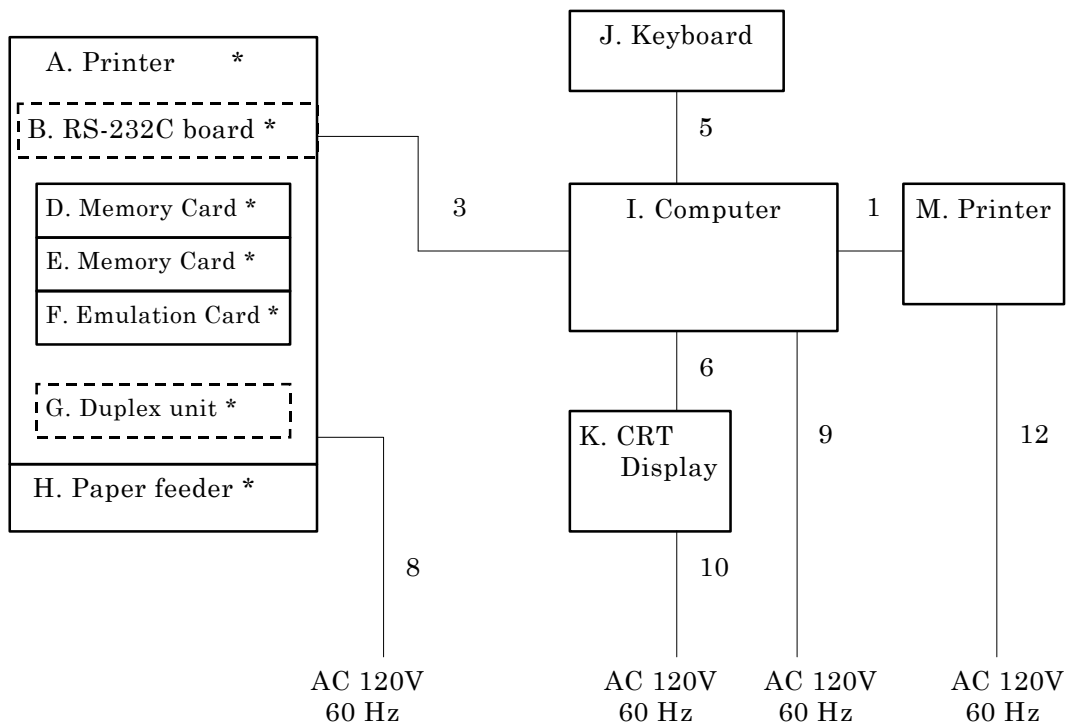 A. Printer *
B. RS-232C board *
D. Memory Card *
E. Memory Card *
F. Emulation Card *
G. Duplex unit *
H. Paper feeder *
8
AC 120V
60 Hz
3
J. Keyboard
5
I. Computer
1
M. Printer
6
K. CRT
Display
9
12
10
AC 120V
60 Hz
AC 120V
60 Hz
AC 120V
60 Hz